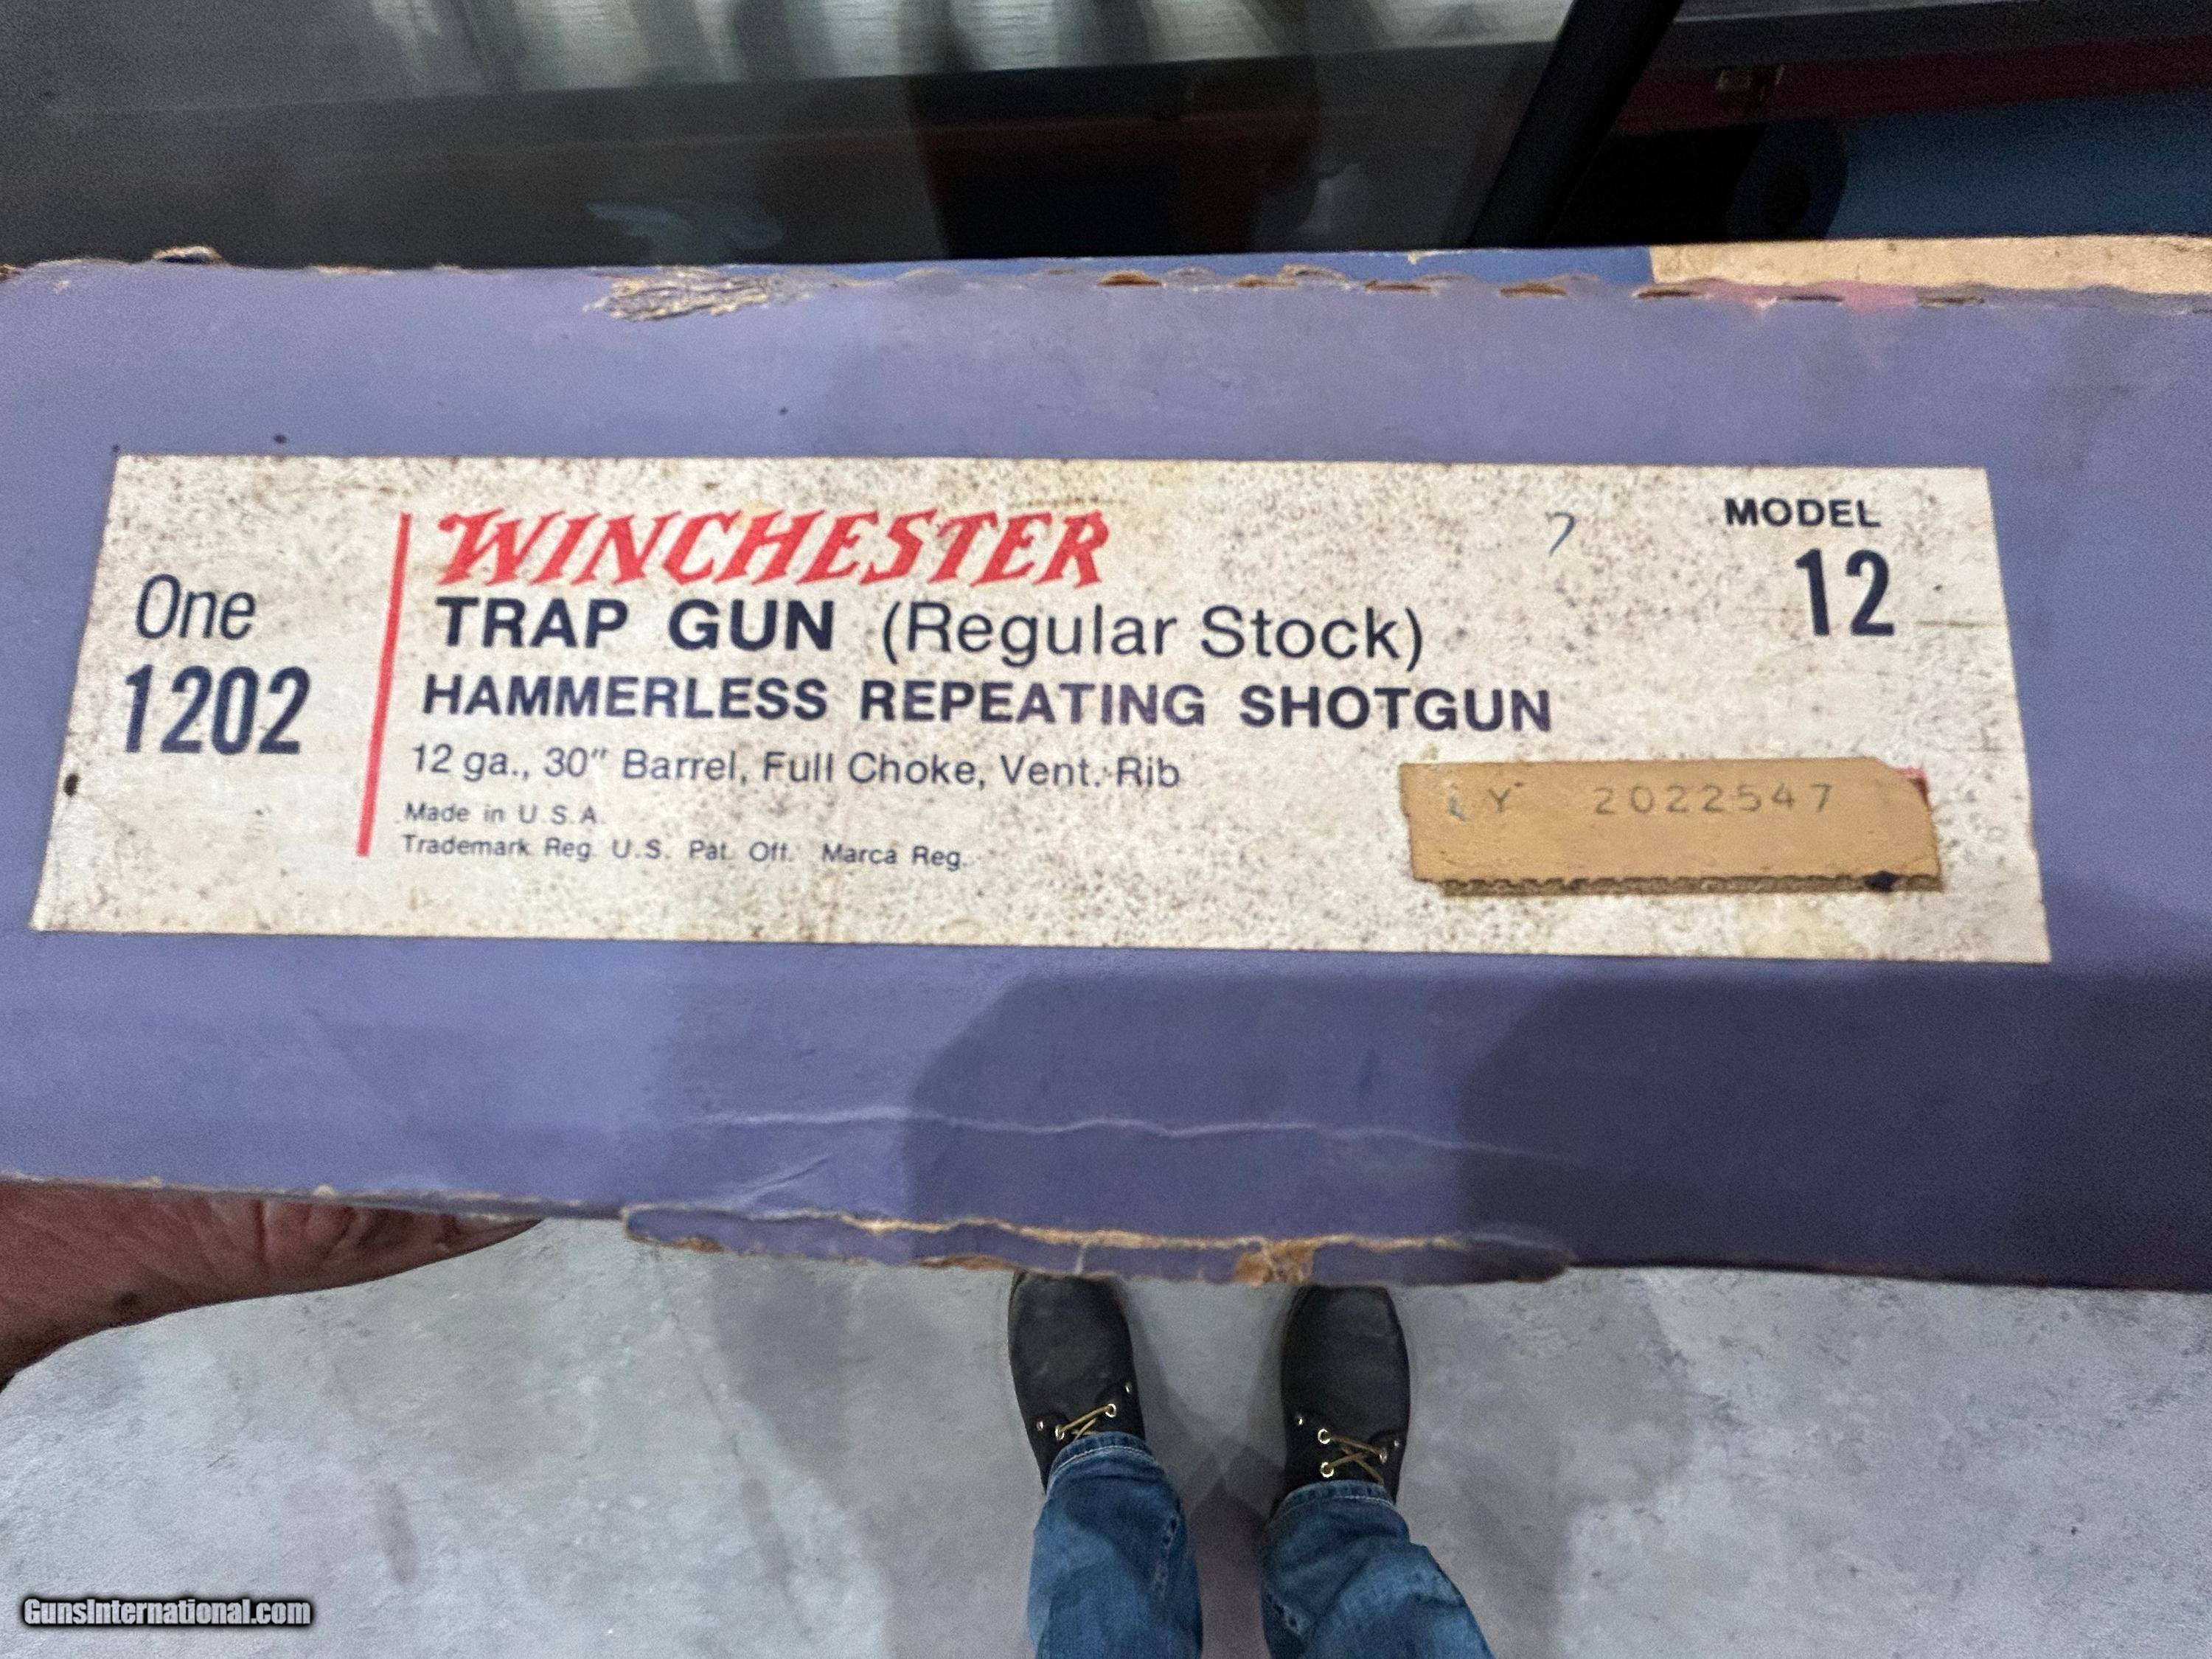 One
1202
WINCHESTER
TRAP GUN (Regular Stock)
HAMMERLESS REPEATING SHOTGUN
12 ga., 30" Barrel, Full Choke, Vent. Rib
Made in U.S.A.
Trademark Reg. U.S. Pat. Off. Marca Reg.
7
MODEL
12
Y 2022547
GunsInternational.com